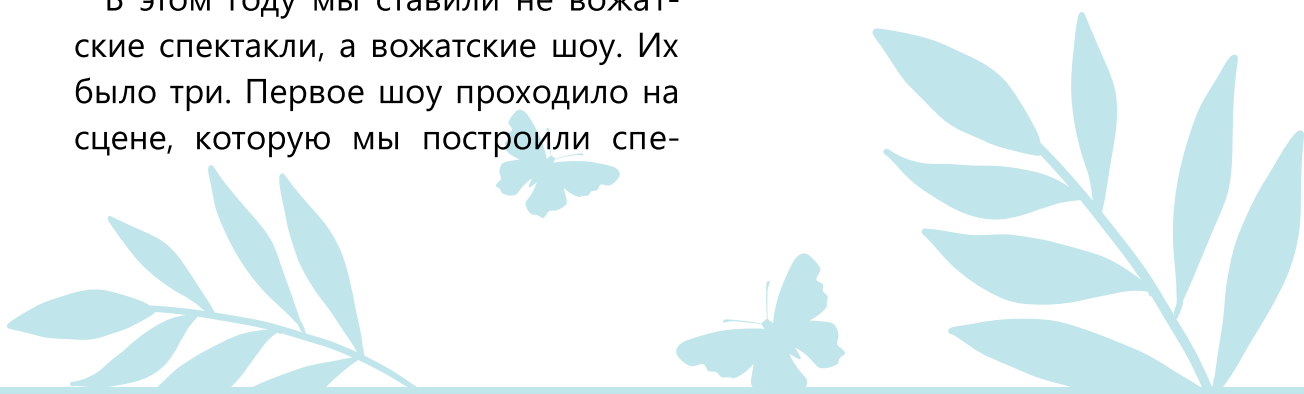 В этом году мы ставили не вожат-
ские спектакли, а вожатские шоу. Их
было три. Первое шоу проходило на
сцене, которую мы построили спе-